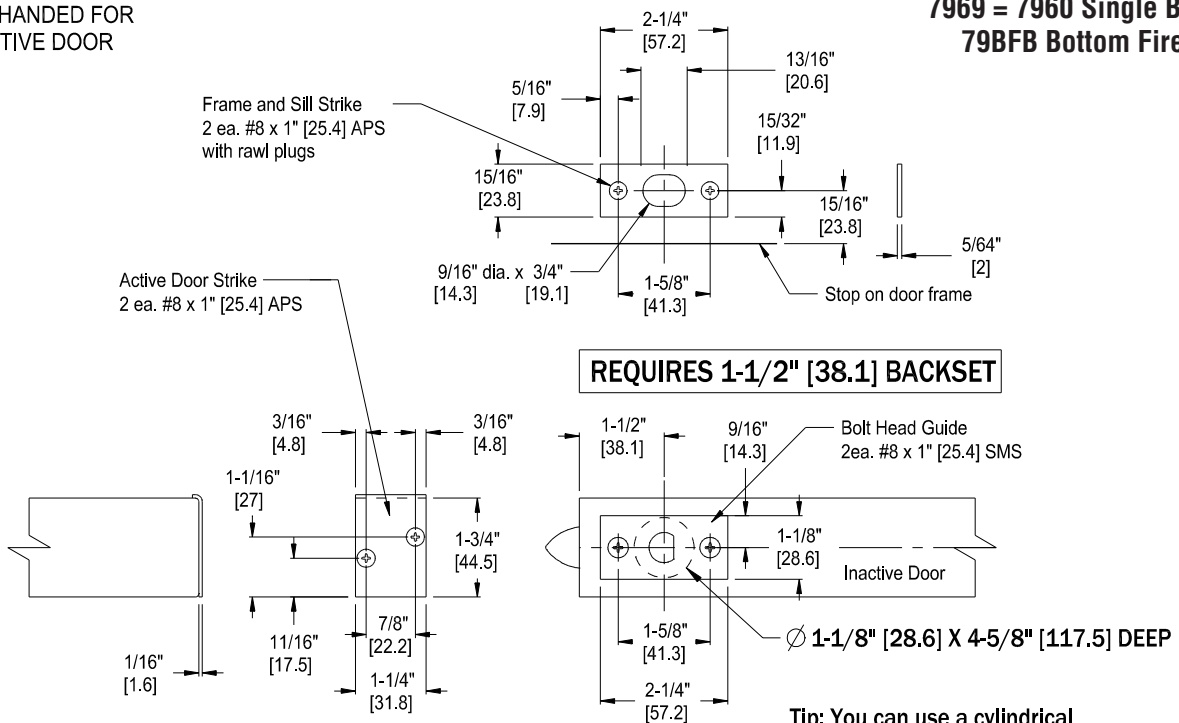 HANDED FOR
TIVE DOOR
7969 = 7960 Single B
79BFB Bottom Fire
2-1/4"
[57.2]
13/16"
[20.6]
5/16"
[7.9]
Frame and Sill Strike
2 ea. #8 x 1" [25.4] APS
with rawl plugs
15/32"
[11.9]
15/16"
[23.8]
15/16"
[23.8]
5/64"
[2]
9/16" dia. x 3/4"
[14.3] [19.1]
1-5/8"
[41.3]
Stop on door frame
Active Door Strike
2 ea. #8 x 1" [25.4] APS
REQUIRES 1-1/2" [38.1] BACKSET
3/16"
[4.8]
3/16"
[4.8]
1-1/2"
[38.1]
9/16"
[14.3]
Bolt Head Guide
2ea. #8 x 1" [25.4] SMS
1-1/16"
[27]
1-3/4"
[44.5]
1-1/8"
[28.6]
Inactive Door
7/8"
[22.2]
11/16"
[17.5]
1-5/8"
[41.3]
∅ 1-1/8" [28.6] X 4-5/8" [117.5] DEEP
1/16"
[1.6]
1-1/4"
[31.8]
2-1/4"
[57.2]
Tip: You can use a cylindrical